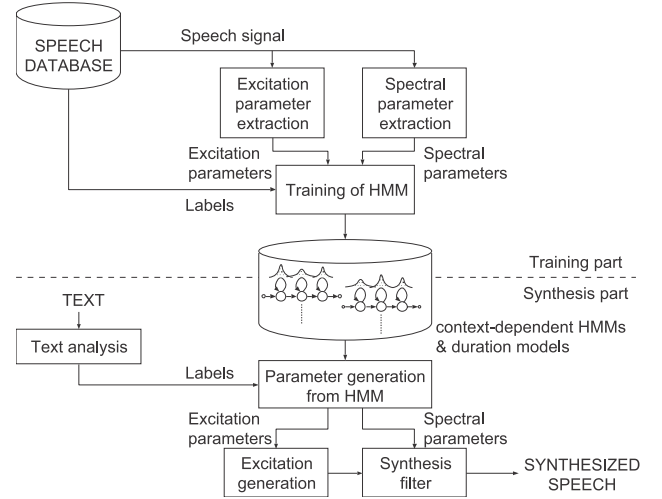 SPEECH
DATABASE
Speech signal
Excitation
parameter
extraction
Spectral
parameter
extraction
Excitation
parameters
Spectral
parameters
Training of HMM
Labels
Training part
Synthesis part
TEXT
context-dependent HMMs
& duration models
Text analysis
Labels
Parameter generation
from HMM
Excitation
parameters
Spectral
parameters
Excitation
generation
Synthesis
filter
SYNTHESIZED
SPEECH